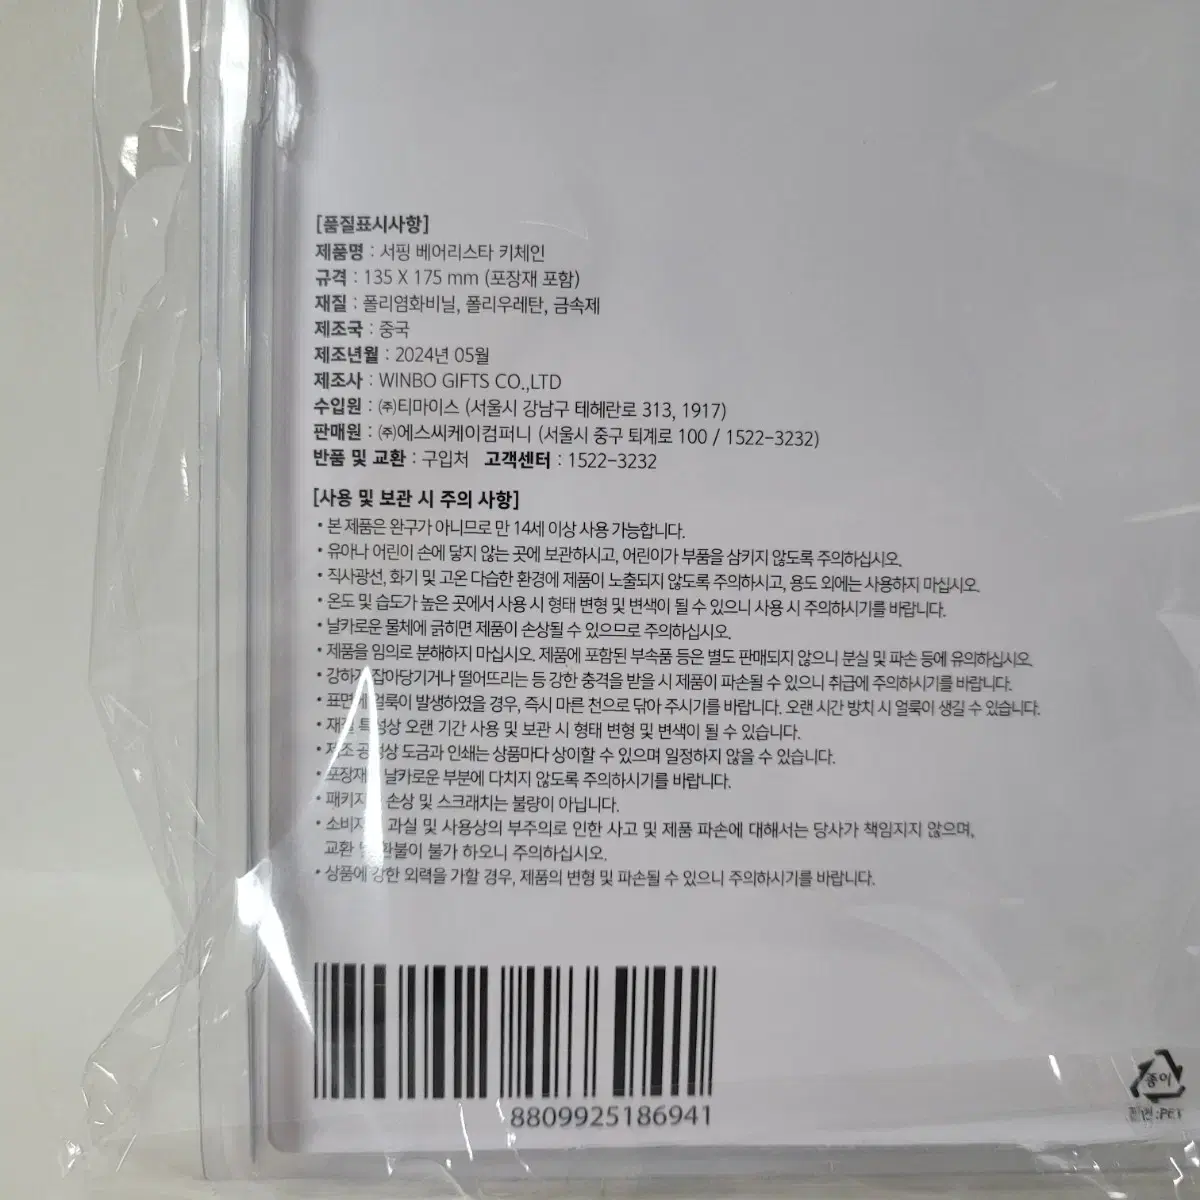 [품질표시사항]
제품명 : 서핑 베어리스타 키체인
규격 : 135 X 175 mm (포장재 포함)
재질 : 폴리염화비닐, 폴리우레탄, 금속제
제조국 : 중국
제조년월 : 2024년 05월
제조사 : WINBO GIFTS CO.,LTD
수입원 : ㈜티마이스 (서울시 강남구 테헤란로 313, 1917)
판매원 : ㈜에스씨케이컴퍼니 (서울시 중구 퇴계로 100 / 1522-3232)
반품 및 교환 : 구입처 고객센터 : 1522-3232
[사용 및 보관 시 주의 사항]
• 본 제품은 완구가 아니므로 만 14세 이상 사용 가능합니다.
• 유아나 어린이 손에 닿지 않는 곳에 보관하시고, 어린이가 부품을 삼키지 않도록 주의하십시오.
• 직사광선, 화기 및 고온 다습한 환경에 제품이 노출되지 않도록 주의하시고, 용도 외에는 사용하지 마십시오.
• 온도 및 습도가 높은 곳에서 사용 시 형태 변형 및 변색이 될 수 있으니 사용 시 주의하시기를 바랍니다.
• 날카로운 물체에 긁히면 제품이 손상될 수 있으므로 주의하십시오.
• 제품을 임의로 분해하지 마십시오. 제품에 포함된 부속품 등은 별도 판매되지 않으니 분실 및 파손 등에 유의하십시오.
• 강하게 잡아당기거나 떨어뜨리는 등 강한 충격을 받을 시 제품이 파손될 수 있으니 취급에 주의하시기를 바랍니다.
• 표면에 얼룩이 발생하였을 경우, 즉시 마른 천으로 닦아 주시기를 바랍니다. 오랜 시간 방치 시 얼룩이 생길 수 있습니다.
• 재질 특성상 오랜 기간 사용 및 보관 시 형태 변형 및 변색이 될 수 있습니다.
• 제조 공정상 도금과 인쇄는 상품마다 상이할 수 있으며 일정하지 않을 수 있습니다.
• 포장재 날카로운 부분에 다치지 않도록 주의하시기를 바랍니다.
• 패키지 손상 및 스크래치는 불량이 아닙니다.
• 소비자 과실 및 사용상의 부주의로 인한 사고 및 제품 파손에 대해서는 당사가 책임지지 않으며,
교환 및 환불이 불가 하오니 주의하십시오.
• 상품에 강한 외력을 가할 경우, 제품의 변형 및 파손될 수 있으니 주의하시기를 바랍니다.
8809925186941
종이
:PET